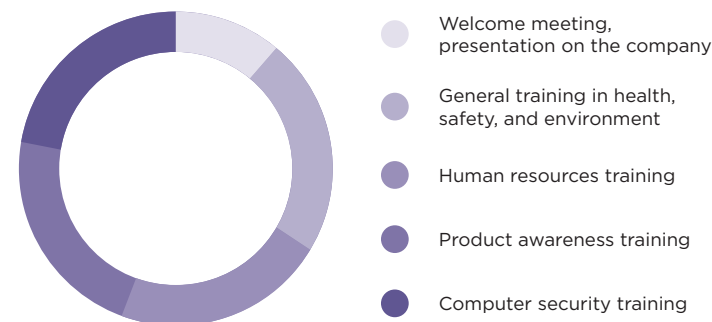 Welcome meeting,
presentation on the company
General training in health,
safety, and environment
Human resources training
Product awareness training
Computer security training